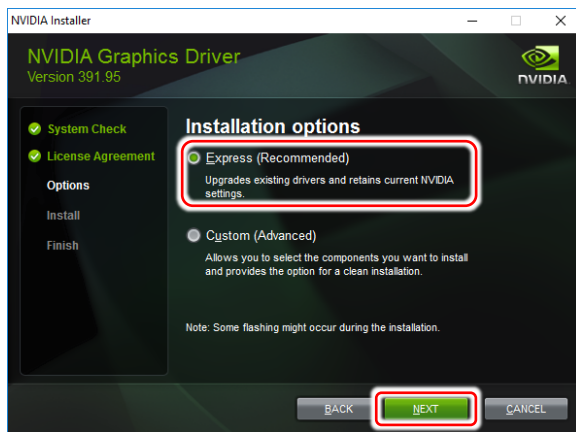 NVIDIA Installer
NVIDIA Graphics Driver
Version 391.95
NVIDIA.
System Check
License Agreement
Options
Install
Finish
Installation options
Express (Recommended)
Upgrades existing drivers and retains current NVIDIA
settings.
Custom (Advanced)
Allows you to select the components you want to install
and provides the option for a clean installation.
Note: Some flashing might occur during the installation.
BACK
NEXT
CANCEL